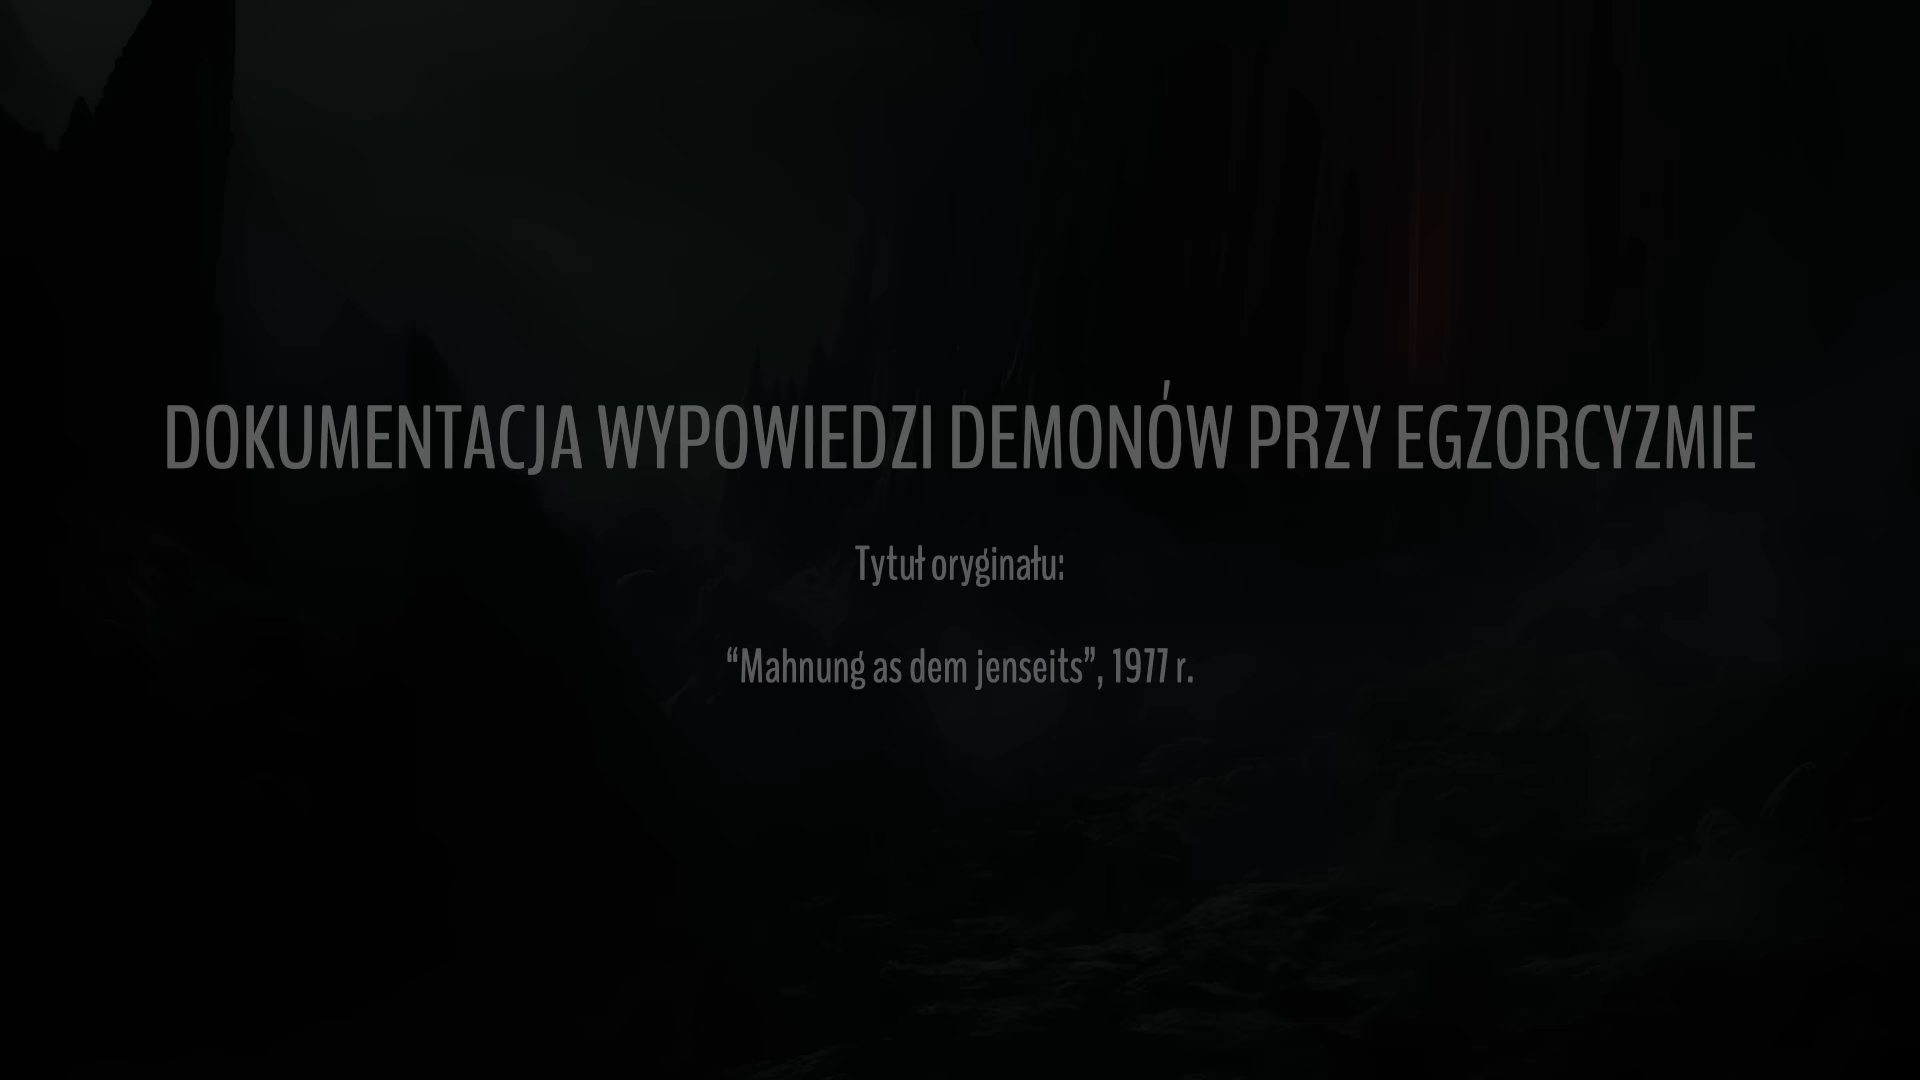 DOKUMENTACJA WYPOWIEDZI DEMONÓW PRZY EGZORCYZMIE
Tytuł oryginału:
“Mahnung as dem jenseits”, 1977 r.